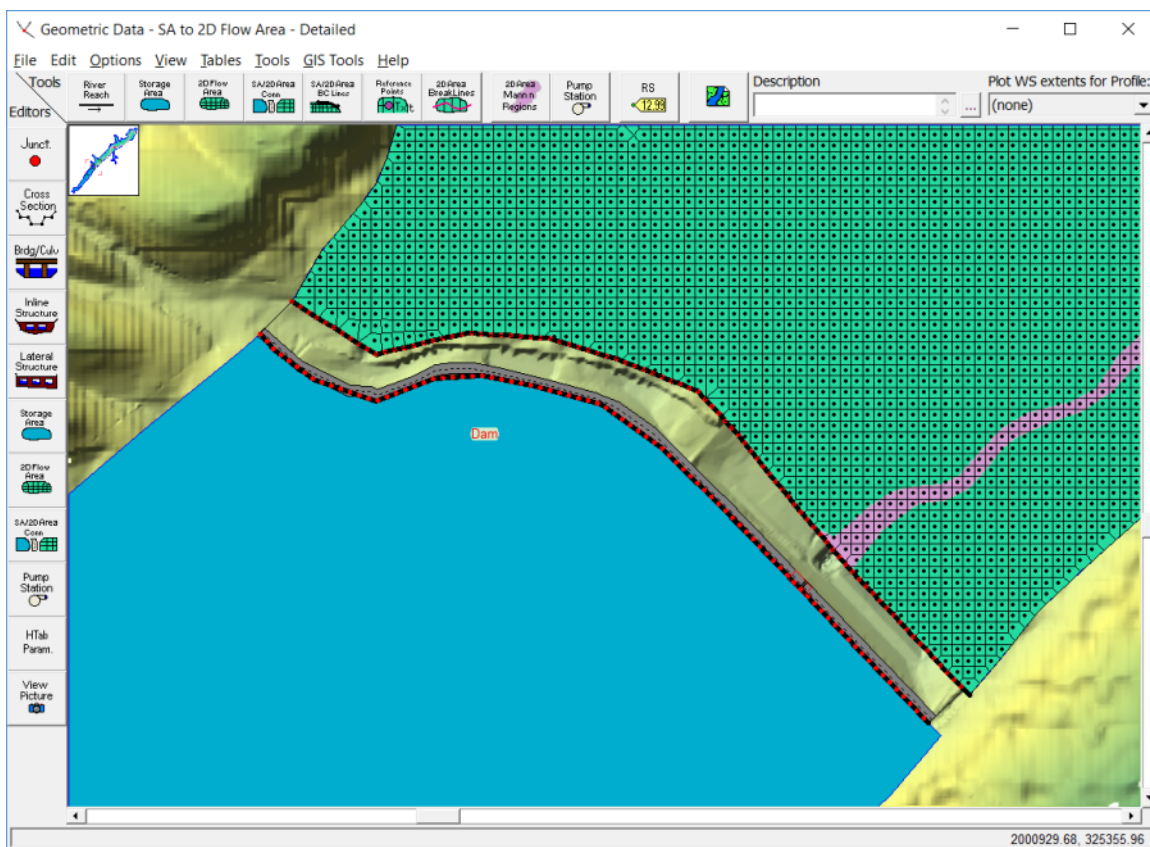 Geometric Data - SA to 2D Flow Area - Detailed
File Edit Options View Tables Tools GIS Tools Help
Tools
Editors
River
Reach
Storage
Area
2D Flow
Area
SA/2D Area
Conn
SA/2D Area
BC Lines
Reference
Points
2D Area
BreakLines
2D Area
Mann n
Regions
Pump
Station
RS
12.99
Description
...
Plot WS extents for Profile:
(none)
Junct.
Cross
Section
Brdg/Culv
Inline
Structure
Lateral
Structure
Storage
Area
2D Flow
Area
SA/2D Area
Conn
Pump
Station
HTab
Param.
View
Picture
Dam
2000929.68, 325355.96